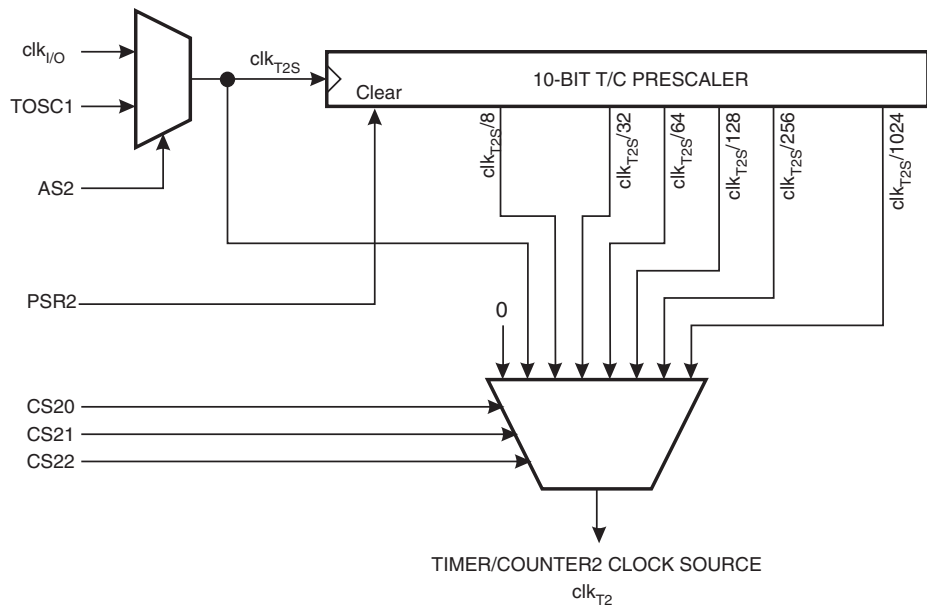 clkI/O
clkT2S
10-BIT T/C PRESCALER
TOSC1
Clear
clkT2S/8
clkT2S/32
clkT2S/64
clkT2S/128
clkT2S/256
clkT2S/1024
AS2
PSR2
0
CS20
CS21
CS22
TIMER/COUNTER2 CLOCK SOURCE
clkT2